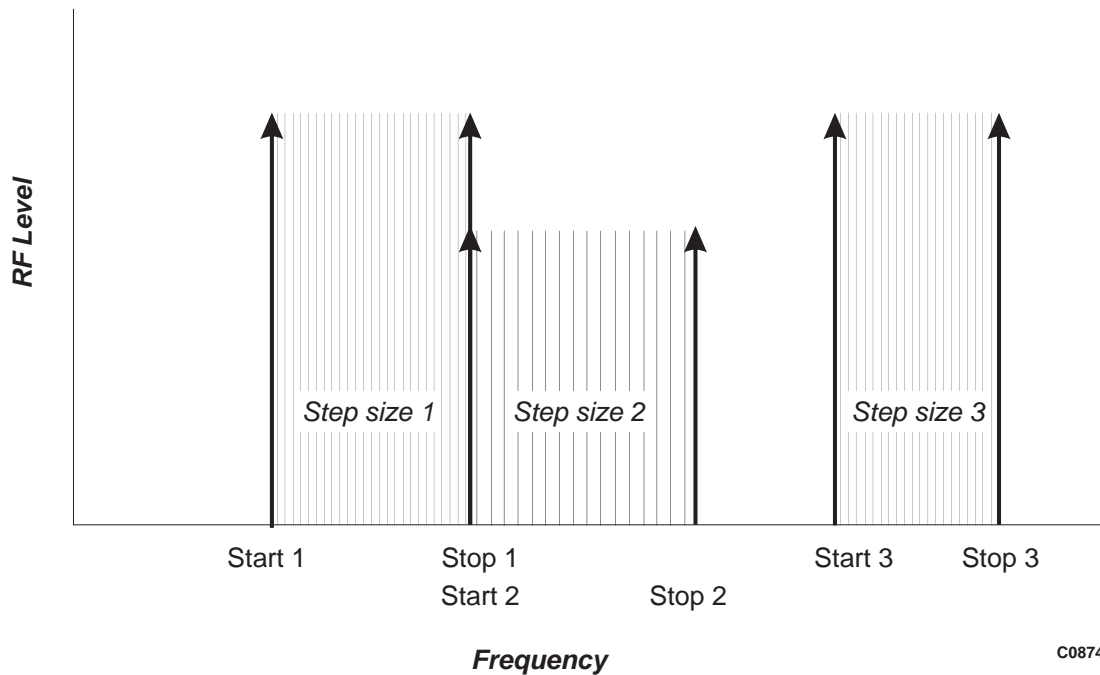 RF Level
Step size 1
Step size 2
Step size 3
Start 1
Stop 1
Start 3
Stop 3
Start 2
Stop 2
Frequency
C0874